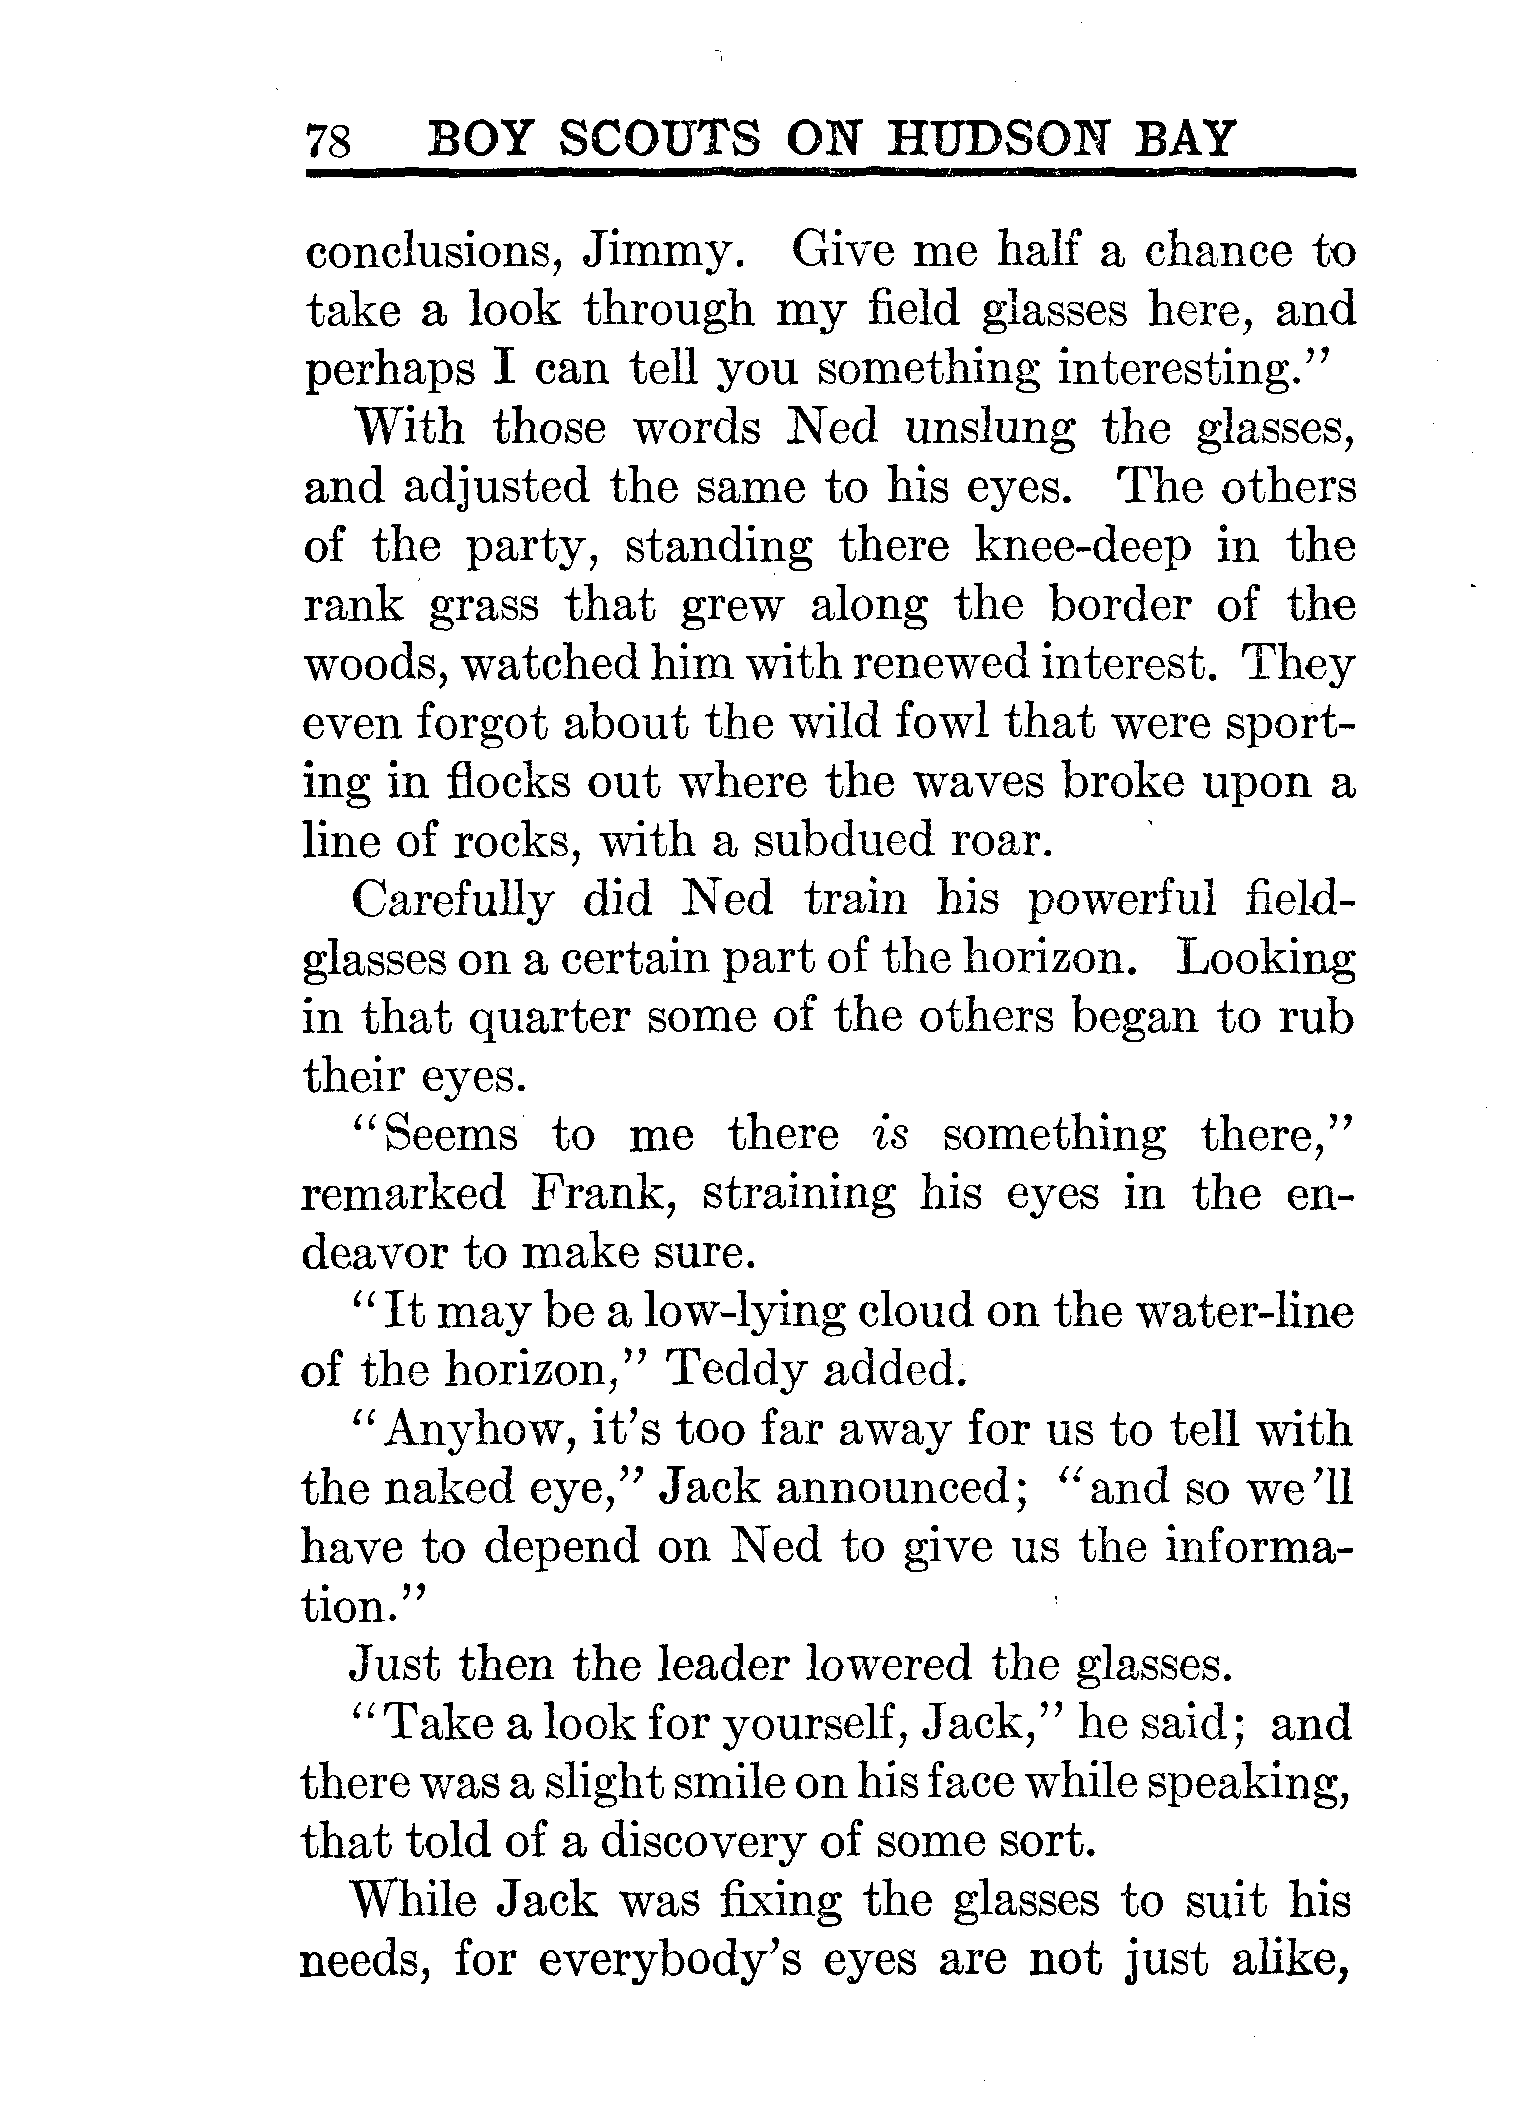 78 BOY SCOUTS ON HUDSON BAY
conclusions, Jimmy. Give me half a chance to
take a look through my field glasses here, and
perhaps I can tell you something interesting.”
With those words Ned unslung the glasses,
and adjusted the same to his eyes. The others
of the party, standing there knee-deep in the
rank grass that grew along the border of the
woods, watched him with renewed interest. They
even forgot about the wild fowl that were sport-
ing in flocks out where the waves broke upon a
line of rocks, with a subdued roar.
Carefully did Ned train his powerful field-
glasses on a certain part of the horizon. Looking
in that quarter some of the others began to rub
their eyes.
“Seems to me there is something there,”
remarked Frank, straining his eyes in the en-
deavor to make sure.
“It may be a low-lying cloud on the water-line
of the horizon,” Teddy added.
“Anyhow, it’s too far away for us to tell with
the naked eye,” Jack announced; “and so we’ll
have to depend on Ned to give us the informa-
tion.”
Just then the leader lowered the glasses.
“Take a look for yourself, Jack,” he said; and
there was a slight smile on his face while speaking,
that told of a discovery of some sort.
While Jack was fixing the glasses to suit his
needs, for everybody’s eyes are not just alike,